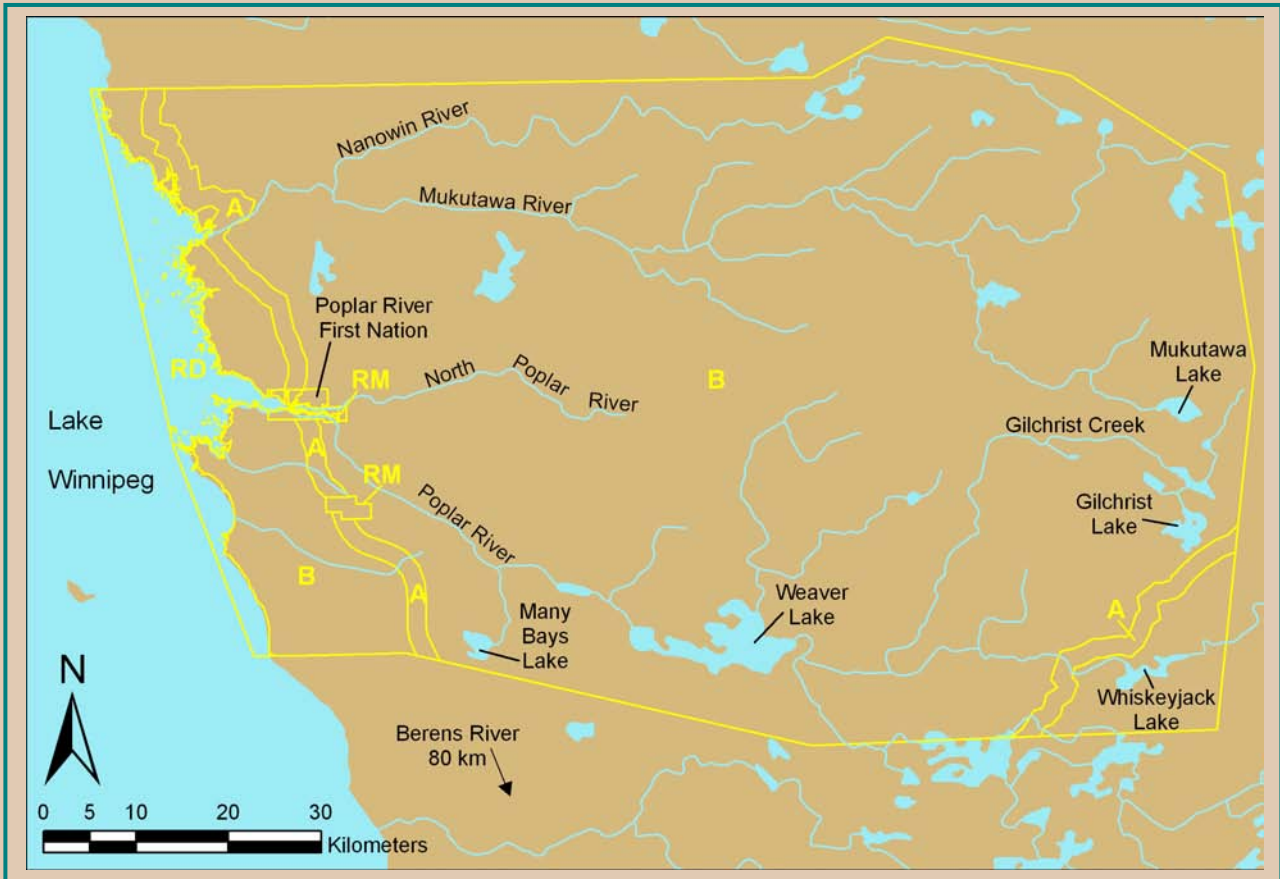 Nanowin River
Mukutawa River
A
Poplar River
First Nation
RD
RM
North Poplar River
B
Mukutawa
Lake
Lake
Winnipeg
A
Gilchrist Creek
RM
Poplar River
Gilchrist
Lake
B
A
Many
Bays
Lake
Weaver
Lake
A
Whiskeyjack
Lake
N
Berens River
80 km
0 5 10 20 30
Kilometers